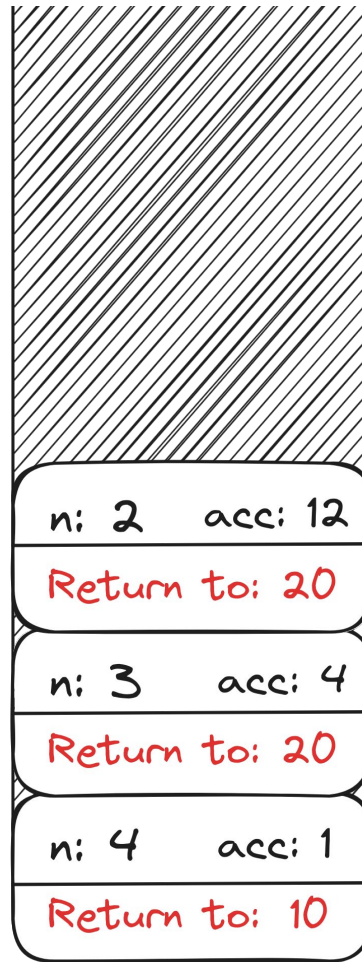 n: 2 acc: 12
Return to: 20
n: 3 acc: 4
Return to: 20
n: 4 acc: 1
Return to: 10